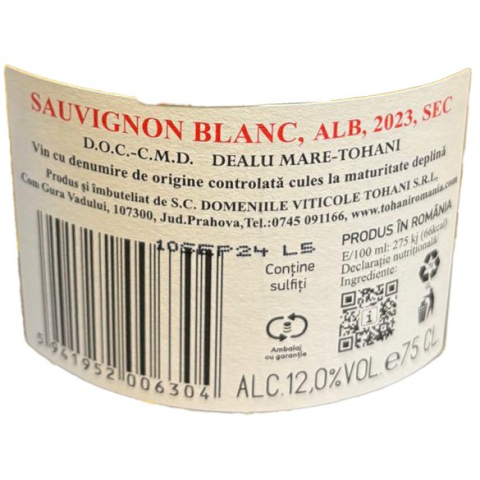 SAUVIGNON BLANC, ALB, 2023, SEC
D.O.C.-C.M.D. DEALU MARE-TOHANI
Vin cu denumire de origine controlată cules la maturitate deplină
Produs și îmbuteliat de S.C. DOMENIILE VITICOLE TOHANI S.R.L,
Com Gura Vadului, 107300, Jud.Prahova,Tel.:0745 091166, www.tohaniromania.com
10SEP24 L5
Conține
sulfiți
PRODUS ÎN ROMÂNIA
E/100 ml: 275 kj (66kcal)
Declarație nutrițională/
Ingrediente:
Ambalaj
cu garanție
5 941952 006304
ALC.12,0%VOL. e75 CL